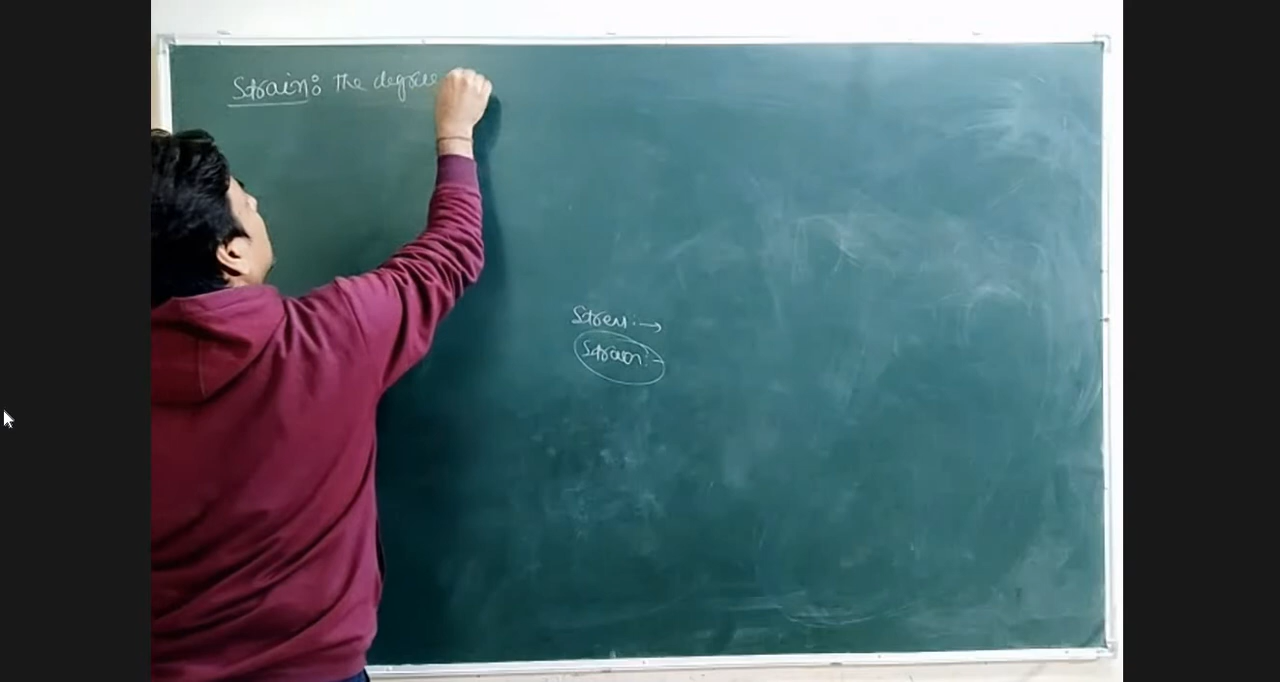 Strain: The degree
Stress :→
Strain :-